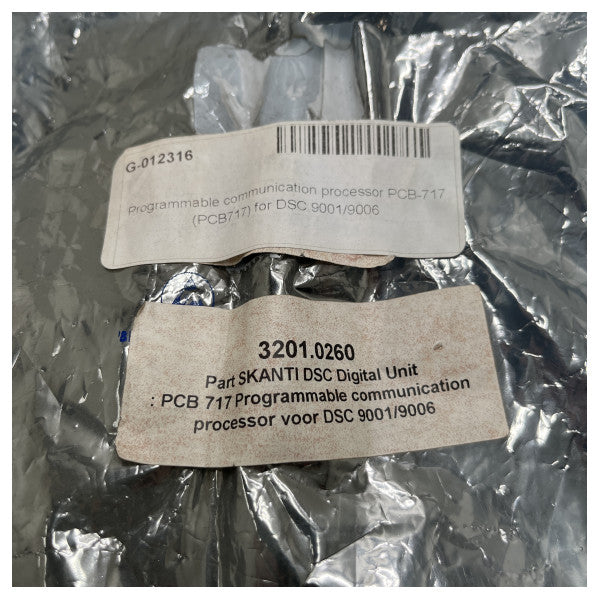 G-012316
Programmable communication processor PCB-717
(PCB717) for DSC 9001/9006
3201.0260
Part SKANTI DSC Digital Unit
: PCB 717 Programmable communication
processor voor DSC 9001/9006